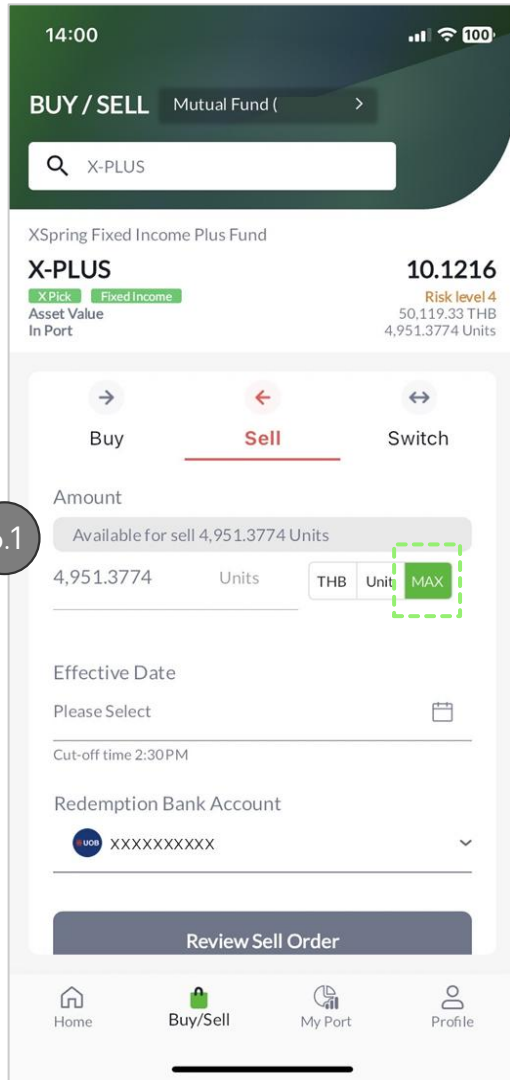 14:00
100
BUY / SELL Mutual Fund ( >
X-PLUS
XSpring Fixed Income Plus Fund
X-PLUS 10.1216
X Pick Fixed Income Risk level 4
Asset Value 50,119.33 THB
In Port 4,951.3774 Units
Buy Sell Switch
Amount
.1
Available for sell 4,951.3774 Units
4,951.3774 Units THB Unit MAX
Effective Date
Please Select
Cut-off time 2:30PM
Redemption Bank Account
UOB XXXXXXXXXX
Review Sell Order
Home Buy/Sell My Port Profile